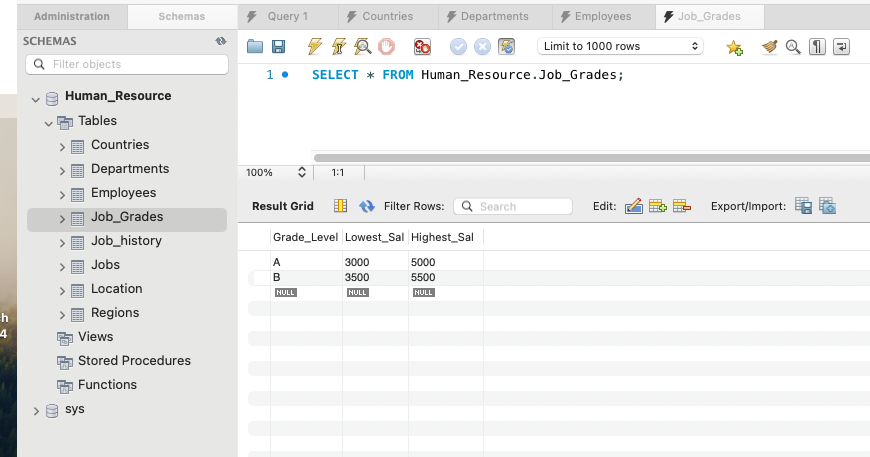 Administration Schemas Query 1 Countries Departments Employees Job_Grades
SCHEMAS
Filter objects
Human_Resource
Tables
Countries
Departments
Employees
Job_Grades
Job_history
Jobs
Location
Regions
Views
Stored Procedures
Functions
sys
h
4
Limit to 1000 rows
1 SELECT * FROM Human_Resource.Job_Grades;
100% 1:1
Result Grid Filter Rows: Search Edit: Export/Import:
Grade_Level Lowest_Sal Highest_Sal
A 3000 5000
B 3500 5500
NULL NULL NULL